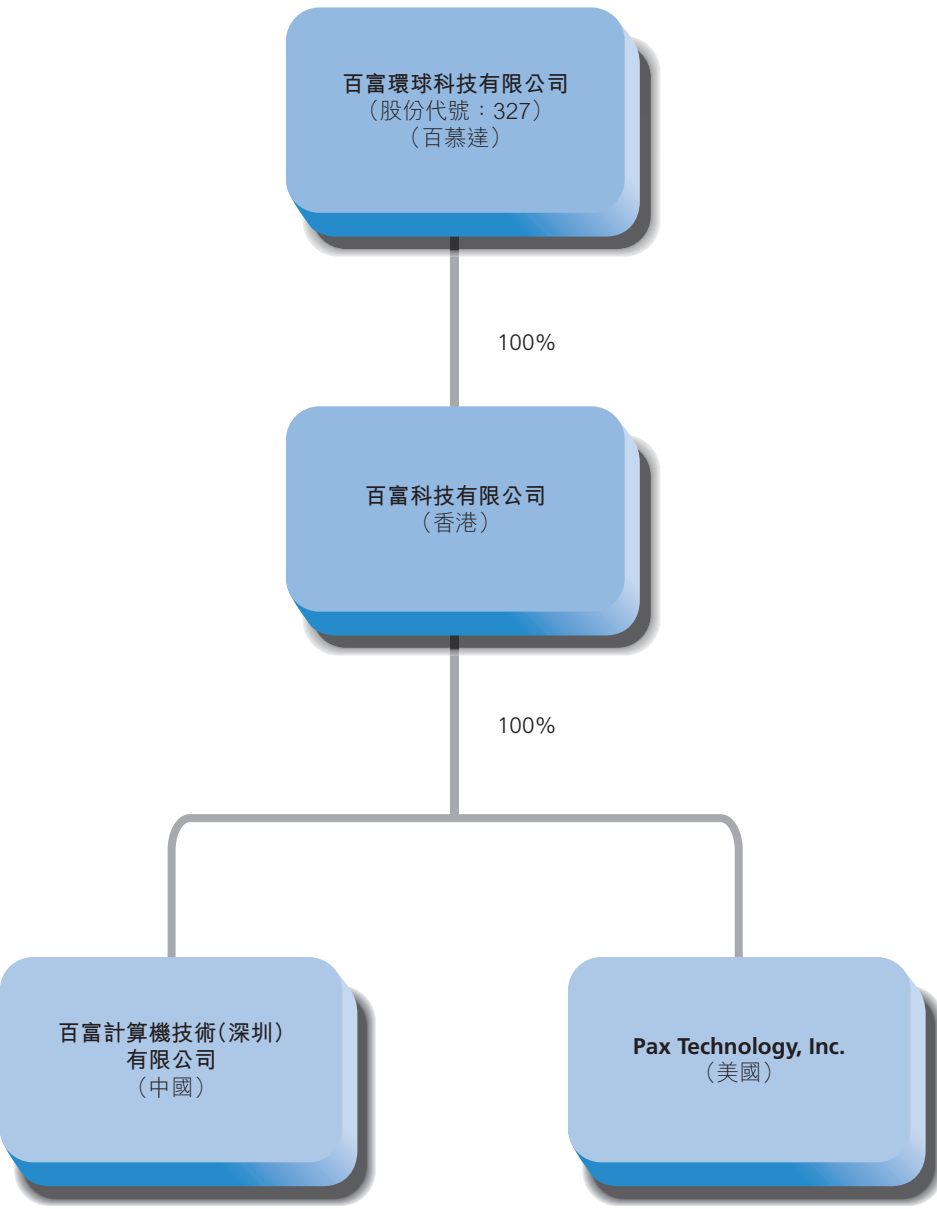 百富環球科技有限公司
（股份代號：327）
（百慕達）
100%
百富科技有限公司
（香港）
100%
百富計算機技術（深圳）
有限公司
（中國）
Pax Technology, Inc.
（美國）